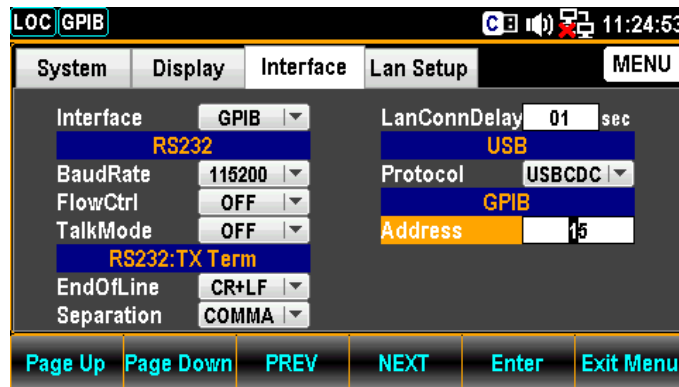 LOC GPIB C 11:24:53
System Display Interface Lan Setup MENU
Interface GPIB
RS232
BaudRate 115200
FlowCtrl OFF
TalkMode OFF
RS232:TX Term
EndOfLine CR+LF
Separation COMMA
LanConnDelay 01 sec
USB
Protocol USBCDC
GPIB
Address 15
Page Up Page Down PREV NEXT Enter Exit Menu